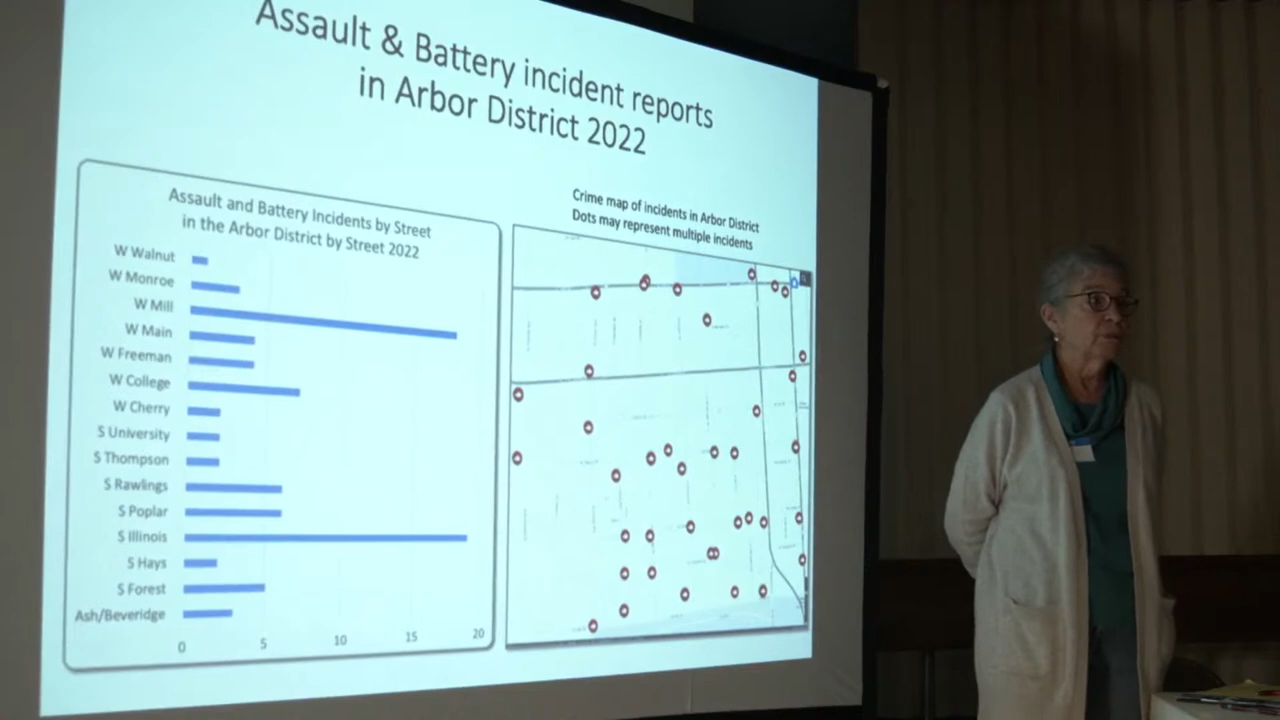 Assault & Battery incident reports
in Arbor District 2022
Assault and Battery Incidents by Street
in the Arbor District by Street 2022
W Walnut
W Monroe
W Mill
W Main
W Freeman
W College
W Cherry
S University
S Thompson
S Rawlings
S Poplar
S Illinois
S Hays
S Forest
Ash/Beveridge
0 5 10 15 20
Crime map of incidents in Arbor District
Dots may represent multiple incidents